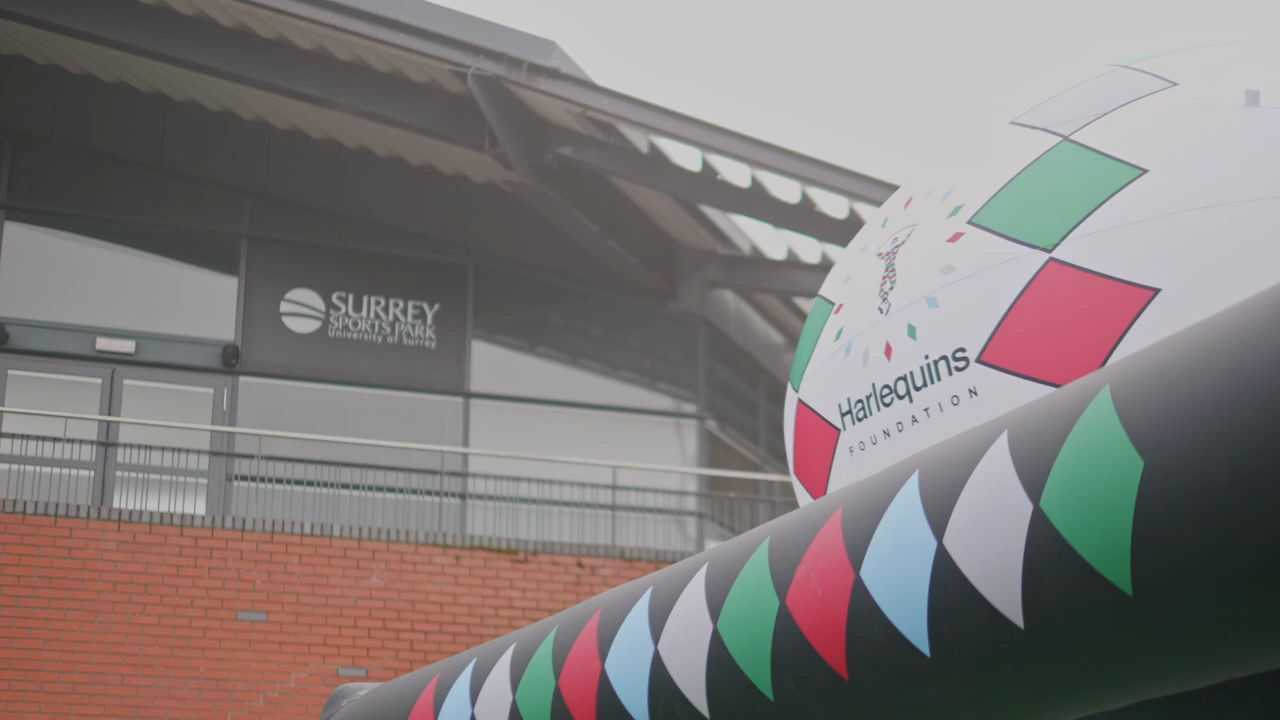 SURREY
SPORTS PARK
University of Surrey
Harlequins
FOUNDATION